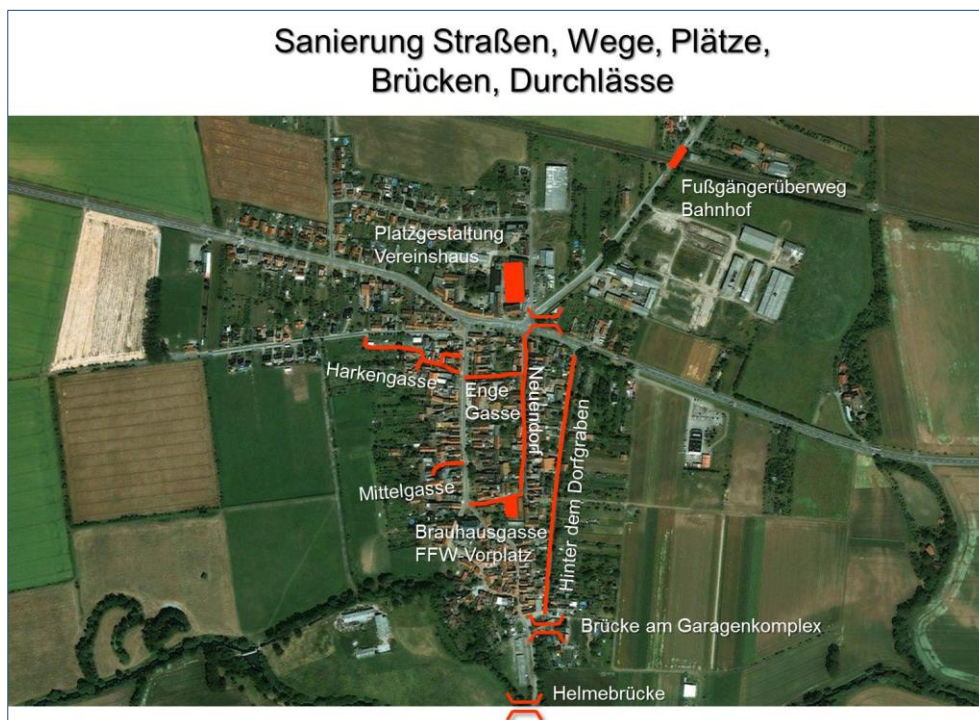 Sanierung Straßen, Wege, Plätze,
Brücken, Durchlässe
Fußgängerüberweg
Bahnhof
Platzgestaltung
Vereinshaus
Harkengasse
Enge
Gasse
Neuendorf
Hinter dem Dorfgraben
Mittelgasse
Brauhausgasse
FFW-Vorplatz
Brücke am Garagenkomplex
Helmebrücke